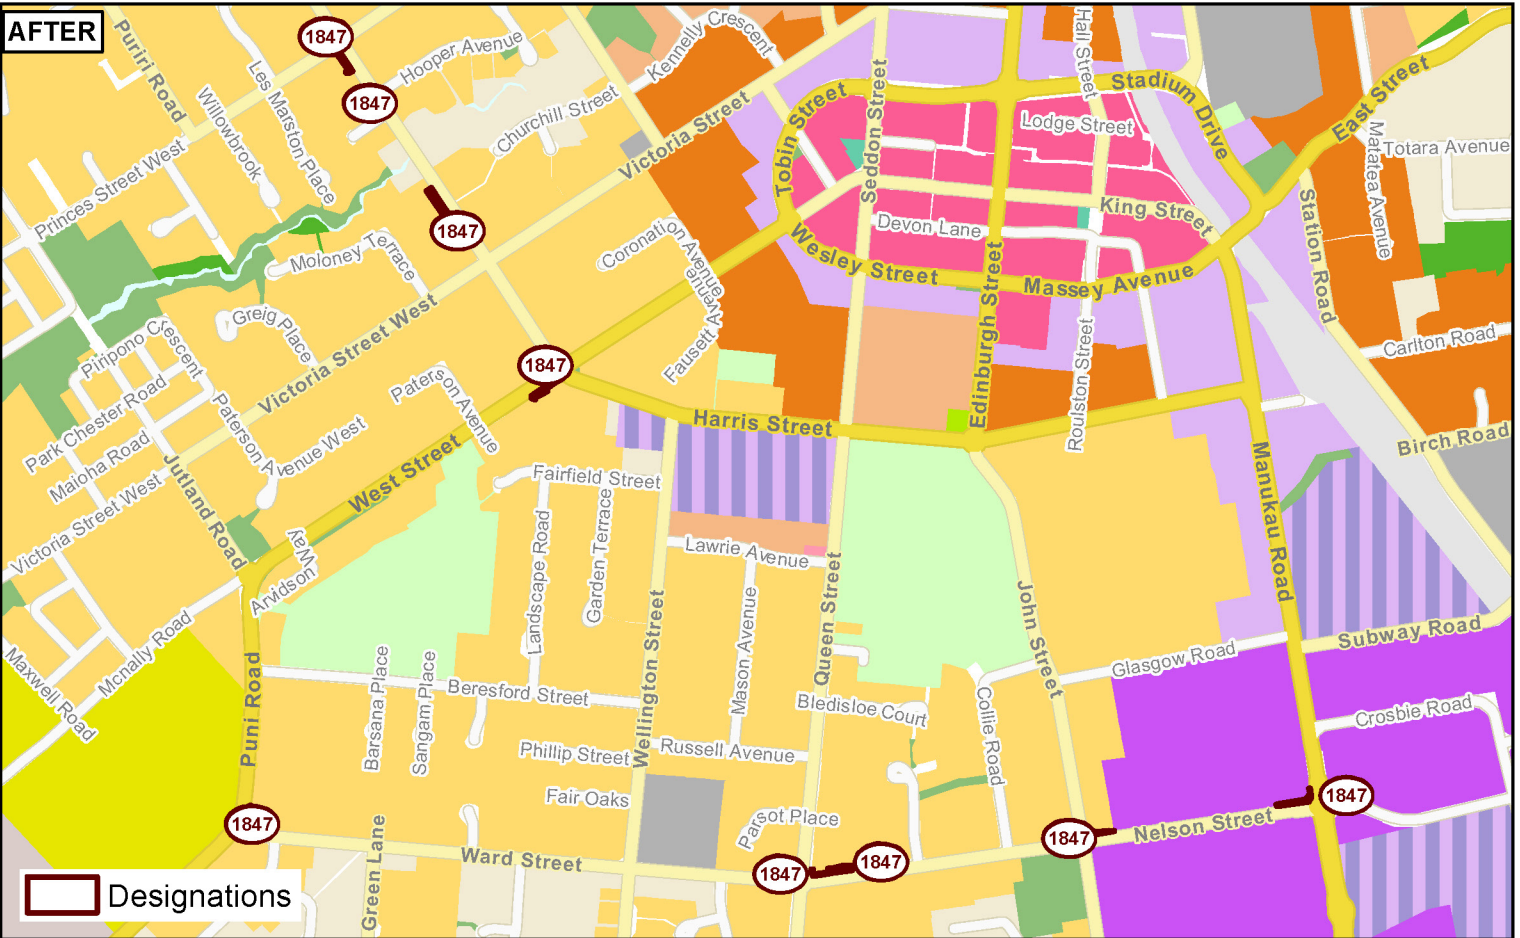 AFTER
Puriri Road
1847
Les Marston Place
Hooper Avenue
1847
Willowbrook
Churchill Street
Kennelly Crescent
Victoria Street
Hall Street
Stadium Drive
East Street
Lodge Street
Tobin Street
Seddon Street
Matatea Avenue
Totara Avenue
Princes Street West
1847
Moloney Terrace
Coronation Avenue
Devon Lane
King Street
Station Road
Wesley Street
Massey Avenue
Edinburgh Street
Greig Place
Piripono Crescent
Victoria Street West
Fausett Avenue
1847
Roulston Street
Carlton Road
Park Chester Road
Maioha Road
Paterson Avenue
Paterson Avenue West
Harris Street
Birch Road
Victoria Street West
Jutland Road
West Street
Fairfield Street
Manukau Road
Arvidson Way
Landscape Road
Garden Terrace
Lawrie Avenue
Queen Street
John Street
Wellington Street
Mason Avenue
Mcnally Road
Maxwell Road
Puni Road
Barsana Place
Sangam Place
Beresford Street
Bledisloe Court
Collie Road
Glasgow Road
Subway Road
Crosbie Road
Phillip Street
Russell Avenue
Fair Oaks
Parsot Place
1847
1847
1847
Nelson Street
1847
1847
Ward Street
Green Lane
Designations